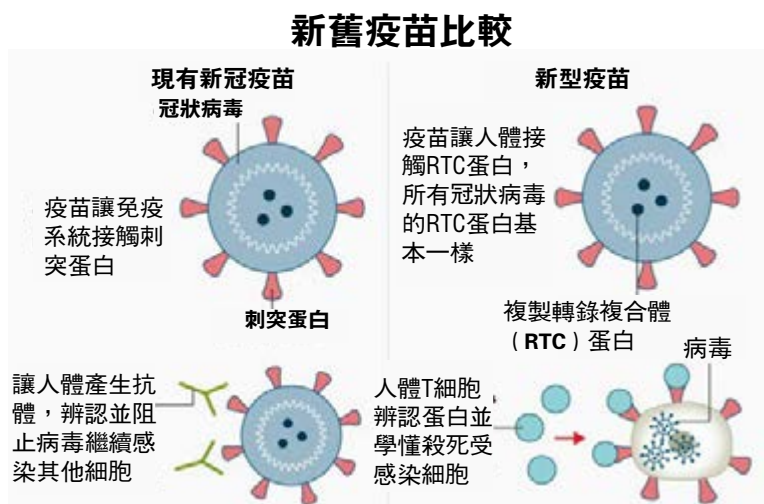 新舊疫苗比較
現有新冠疫苗
冠狀病毒
疫苗讓免疫
系統接觸刺
突蛋白
刺突蛋白
讓人體產生抗
體，辨認並阻
止病毒繼續感
染其他細胞
新型疫苗
疫苗讓人體接
觸RTC蛋白，
所有冠狀病毒
的RTC蛋白基
本一樣
複製轉錄複合體
（RTC）蛋白
病毒
人體T細胞
辨認蛋白並
學懂殺死受
感染細胞